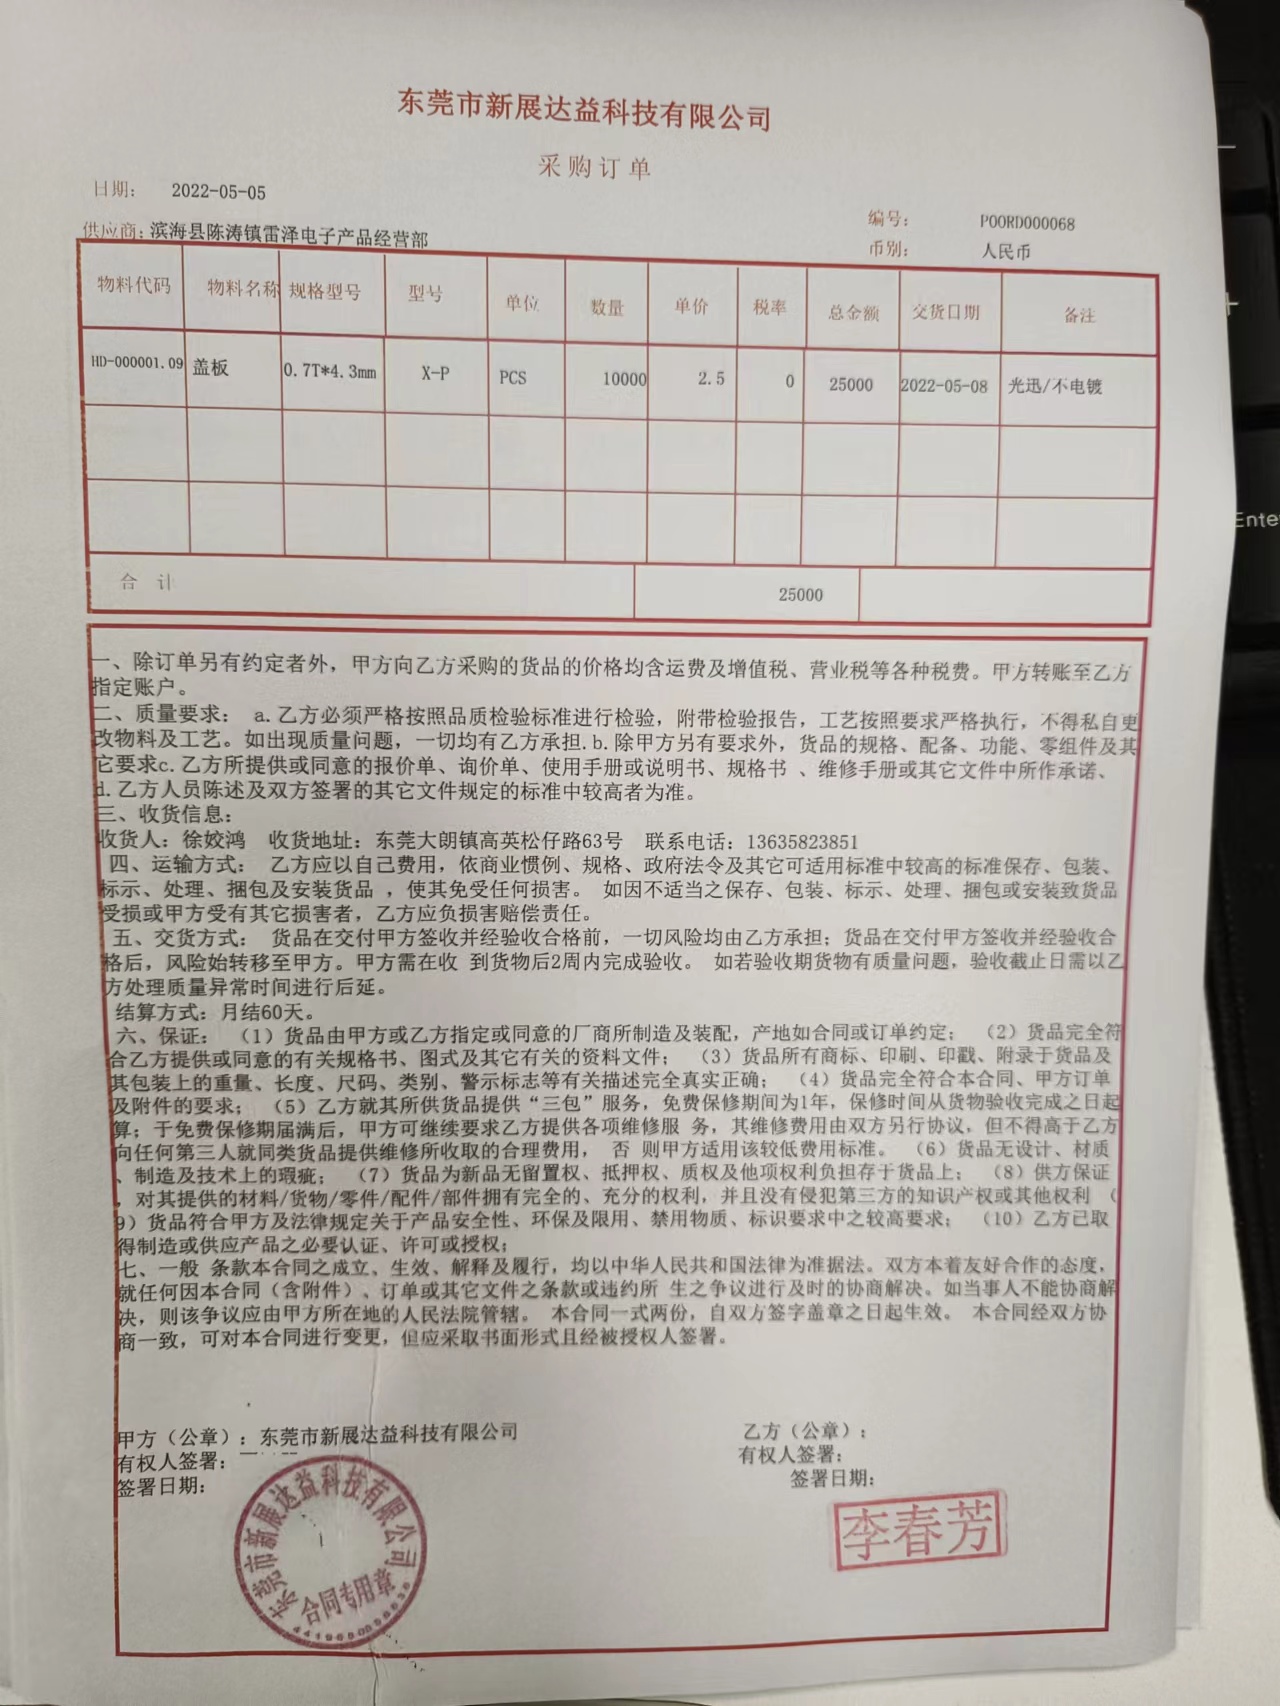 东莞市新展达益科技有限公司
采购订单
日期： 2022-05-05
编号： POORD000068
供应商：滨海县陈涛镇雷泽电子产品经营部
币别： 人民币
物料代码 物料名称 规格型号 型号 单位 数量 单价 税率 总金额 交货日期 备注
HD-000001.09 盖板 0.7T*4.3mm X-P PCS 10000 2.5 0 25000 2022-05-08 光迅/不电镀
合 计 25000
一、除订单另有约定者外，甲方向乙方采购的货品的价格均含运费及增值税、营业税等各种税费。甲方转账至乙方
指定账户。
二、质量要求： a.乙方必须严格按照品质检验标准进行检验，附带检验报告，工艺按照要求严格执行，不得私自更
改物料及工艺。如出现质量问题，一切均有乙方承担.b.除甲方另有要求外，货品的规格、配备、功能、零组件及其
它要求c.乙方所提供或同意的报价单、询价单、使用手册或说明书、规格书 、维修手册或其它文件中所作承诺、
d.乙方人员陈述及双方签署的其它文件规定的标准中较高者为准。
三、收货信息：
收货人：徐姣鸿 收货地址：东莞大朗镇高英松仔路63号 联系电话：13635823851
四、运输方式： 乙方应以自己费用，依商业惯例、规格、政府法令及其它可适用标准中较高的标准保存、包装、
标示、处理、捆包及安装货品 ，使其免受任何损害。 如因不适当之保存、包装、标示、处理、捆包或安装致货品
受损或甲方受有其它损害者，乙方应负损害赔偿责任。
五、交货方式： 货品在交付甲方签收并经验收合格前，一切风险均由乙方承担；货品在交付甲方签收并经验收合
格后，风险始转移至甲方。甲方需在收 到货物后2周内完成验收。 如若验收期货物有质量问题，验收截止日需以乙
方处理质量异常时间进行后延。
结算方式：月结60天。
六、保证： （1）货品由甲方或乙方指定或同意的厂商所制造及装配，产地如合同或订单约定； （2）货品完全符
合乙方提供或同意的有关规格书、图式及其它有关的资料文件； （3）货品所有商标、印刷、印戳、附录于货品及
其包装上的重量、长度、尺码、类别、警示标志等有关描述完全真实正确； （4）货品完全符合本合同、甲方订单
及附件的要求； （5）乙方就其所供货品提供“三包”服务，免费保修期间为1年，保修时间从货物验收完成之日起
算；于免费保修期届满后，甲方可继续要求乙方提供各项维修服 务，其维修费用由双方另行协议，但不得高于乙方
向任何第三人就同类货品提供维修所收取的合理费用， 否 则甲方适用该较低费用标准。 （6）货品无设计、材质
、制造及技术上的瑕疵； （7）货品为新品无留置权、抵押权、质权及他项权利负担存于货品上； （8）供方保证
，对其提供的材料/货物/零件/配件/部件拥有完全的、充分的权利，并且没有侵犯第三方的知识产权或其他权利 （
9）货品符合甲方及法律规定关于产品安全性、环保及限用、禁用物质、标识要求中之较高要求； （10）乙方已取
得制造或供应产品之必要认证、许可或授权；
七、一般 条款本合同之成立、生效、解释及履行，均以中华人民共和国法律为准据法。双方本着友好合作的态度，
就任何因本合同（含附件）、订单或其它文件之条款或违约所 生之争议进行及时的协商解决。如当事人不能协商解
决，则该争议应由甲方所在地的人民法院管辖。 本合同一式两份，自双方签字盖章之日起生效。 本合同经双方协
商一致，可对本合同进行变更，但应采取书面形式且经被授权人签署。
甲方（公章）：东莞市新展达益科技有限公司 乙方（公章）：
有权人签署： 有权人签署：
签署日期： 签署日期：
东莞市新展达益科技有限公司
合同专用章
李春芳
Enter